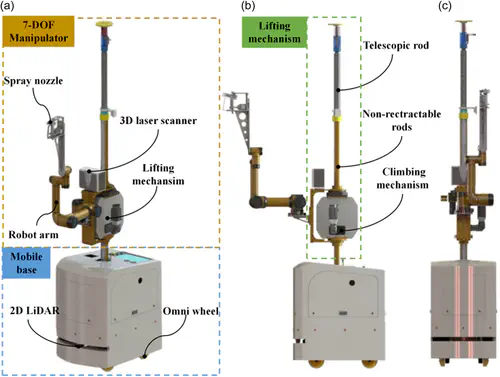 (a)
7-DOF
Manipulator
Spray nozzle
3D laser scanner
Lifting
mechansim
Robot arm
Mobile
base
2D LiDAR
Omni wheel
(b)
Lifting
mechanism
Telescopic rod
Non-rectractable
rods
Climbing
mechanism
(c)